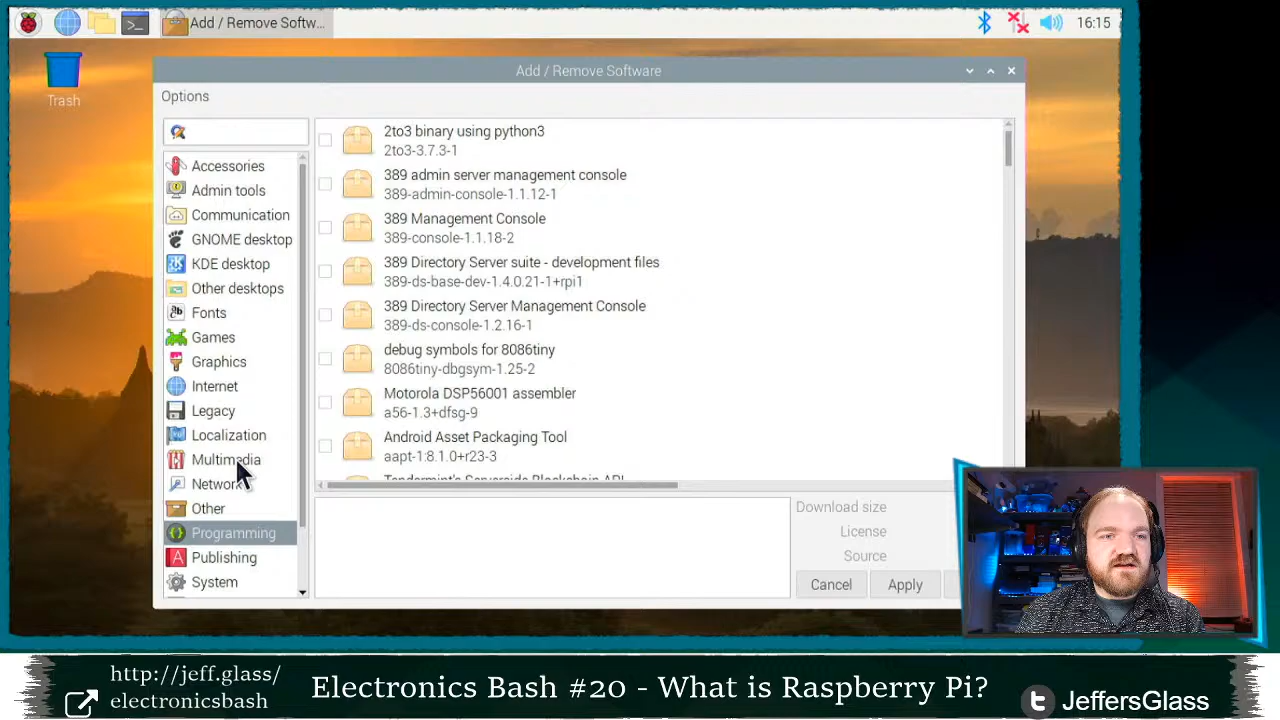 Add / Remove Softw...
16:15
Trash
Add / Remove Software
Options
Accessories
Admin tools
Communication
GNOME desktop
KDE desktop
Other desktops
Fonts
Games
Graphics
Internet
Legacy
Localization
Multimedia
Network
Other
Programming
Publishing
System
2to3 binary using python3
2to3-3.7.3-1
389 admin server management console
389-admin-console-1.1.12-1
389 Management Console
389-console-1.1.18-2
389 Directory Server suite - development files
389-ds-base-dev-1.4.0.21-1+rpi1
389 Directory Server Management Console
389-ds-console-1.2.16-1
debug symbols for 8086tiny
8086tiny-dbgsym-1.25-2
Motorola DSP56001 assembler
a56-1.3+dfsg-9
Android Asset Packaging Tool
aapt-1:8.1.0+r23-3
Tendermint's Serverside Blockchain API
Download size
License
Source
Cancel
Apply
http://jeff.glass/
electronicsbash
Electronics Bash #20 - What is Raspberry Pi?
JeffersGlass